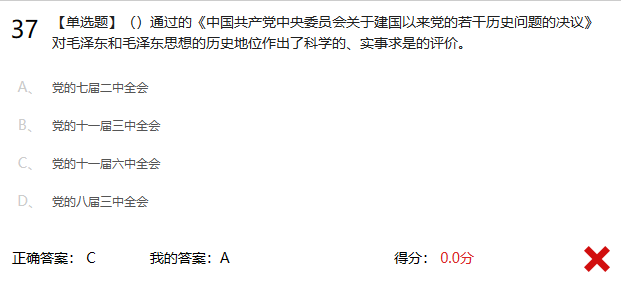 37 【单选题】（）通过的《中国共产党中央委员会关于建国以来党的若干历史问题的决议》
对毛泽东和毛泽东思想的历史地位作出了科学的、实事求是的评价。
A、 党的七届二中全会
B、 党的十一届三中全会
C、 党的十一届六中全会
D、 党的八届三中全会
正确答案： C 我的答案：A 得分： 0.0分